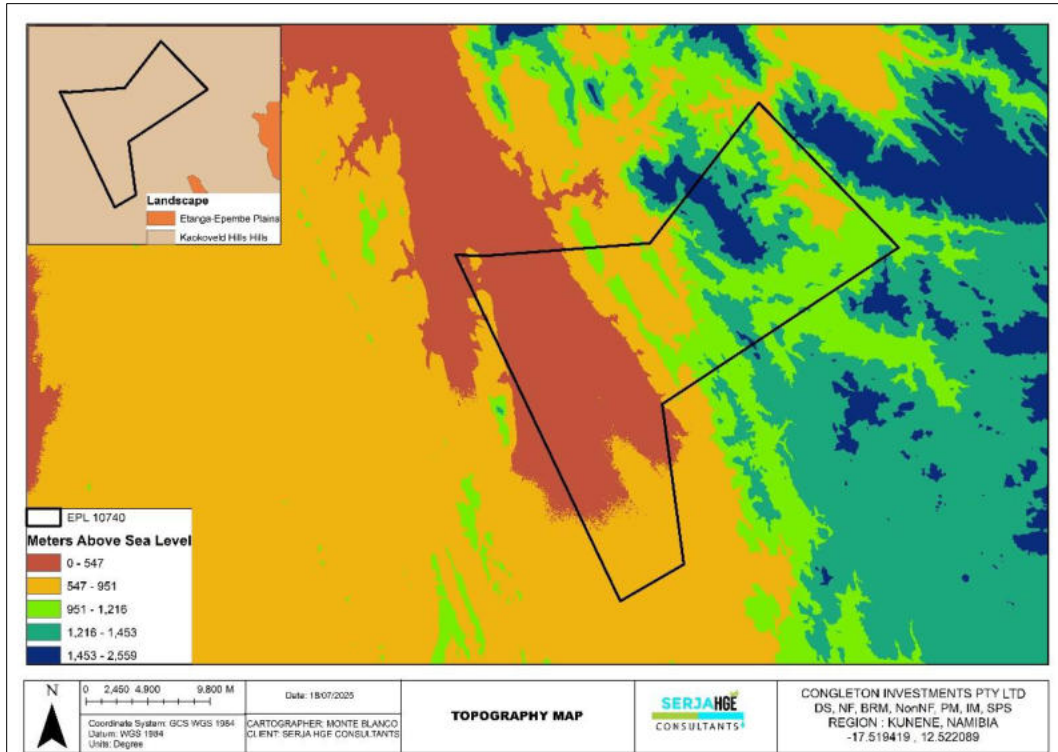 Landscape
Etanga-Epembe Plains
Kaokoveld Hills Hills
EPL 10740
Meters Above Sea Level
0 - 547
547 - 951
951 - 1,216
1,216 - 1,453
1,453 - 2,559
N
0 2,450 4,900 9,800 M
Coordinate System: GCS WGS 1984
Datum: WGS 1984
Units: Degree
Date: 18/07/2025
CARTOGRAPHER: MONTE BLANCO
CLIENT: SERJA HGE CONSULTANTS
TOPOGRAPHY MAP
SERJAHGE
CONSULTANTS
CONGLETON INVESTMENTS PTY LTD
DS, NF, BRM, NonNF, PM, IM, SPS
REGION : KUNENE, NAMIBIA
-17.519419 , 12.522089